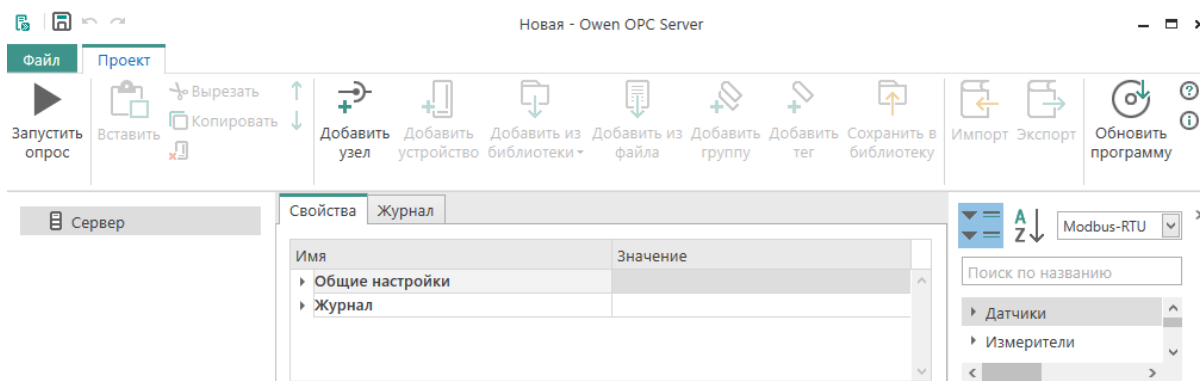 Новая - Owen OPC Server
Файл Проект
Запустить опрос
Вставить
Вырезать
Копировать
Добавить узел
Добавить устройство
Добавить из библиотеки
Добавить из файла
Добавить группу
Добавить тег
Сохранить в библиотеку
Импорт
Экспорт
Обновить программу
Сервер
Свойства Журнал
Имя Значение
Общие настройки
Журнал
A
Z
Modbus-RTU
Поиск по названию
Датчики
Измерители